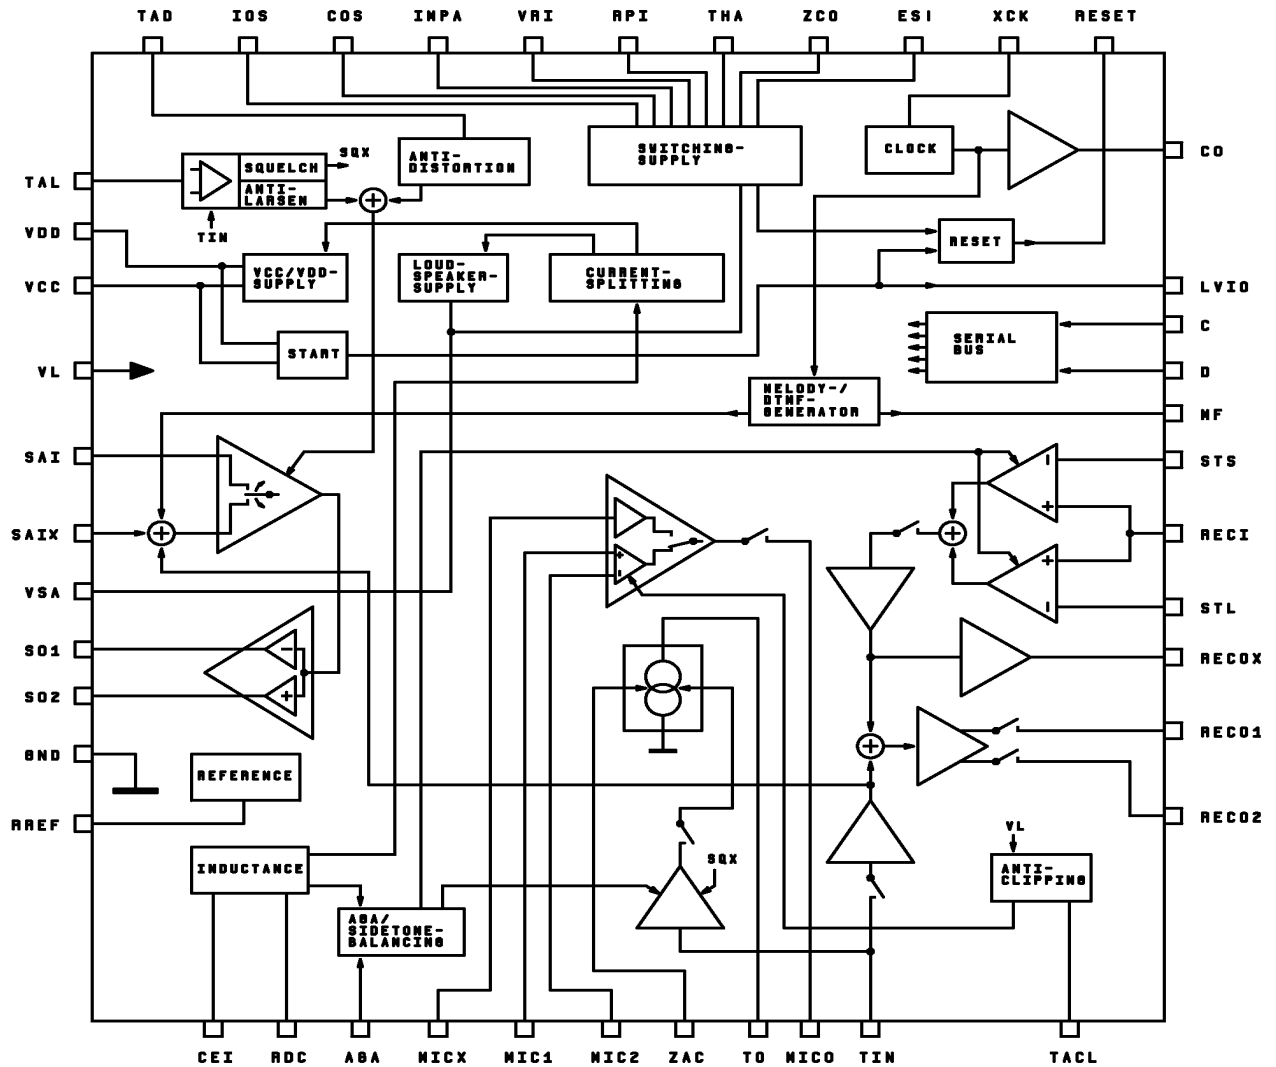 TAD IOS COS IMPA VRI RPI THA ZCO ESI XCK RESET
SWITCHING-
SUPPLY
CLOCK
CO
ANTI-
DISTORTION
SQX
SQUELCH
ANTI-
LARSEN
TAL
TIN
VDD
RESET
VCC/VDD-
SUPPLY
LOUD-
SPEAKER-
SUPPLY
CURRENT-
SPLITTING
VCC
LVIO
C
SERIAL
BUS
START
VL
D
MELODY-/
DTMF-
GENERATOR
MF
SAI
STS
SAIX
RECI
VSA
STL
SO1
RECOX
SO2
RECO1
GND
REFERENCE
RREF
RECO2
VL
INDUCTANCE
SQX
ANTI-
CLIPPING
AGA/
SIDETONE-
BALANCING
CEI RDC AGA MICX MIC1 MIC2 ZAC TO MICO TIN TACL